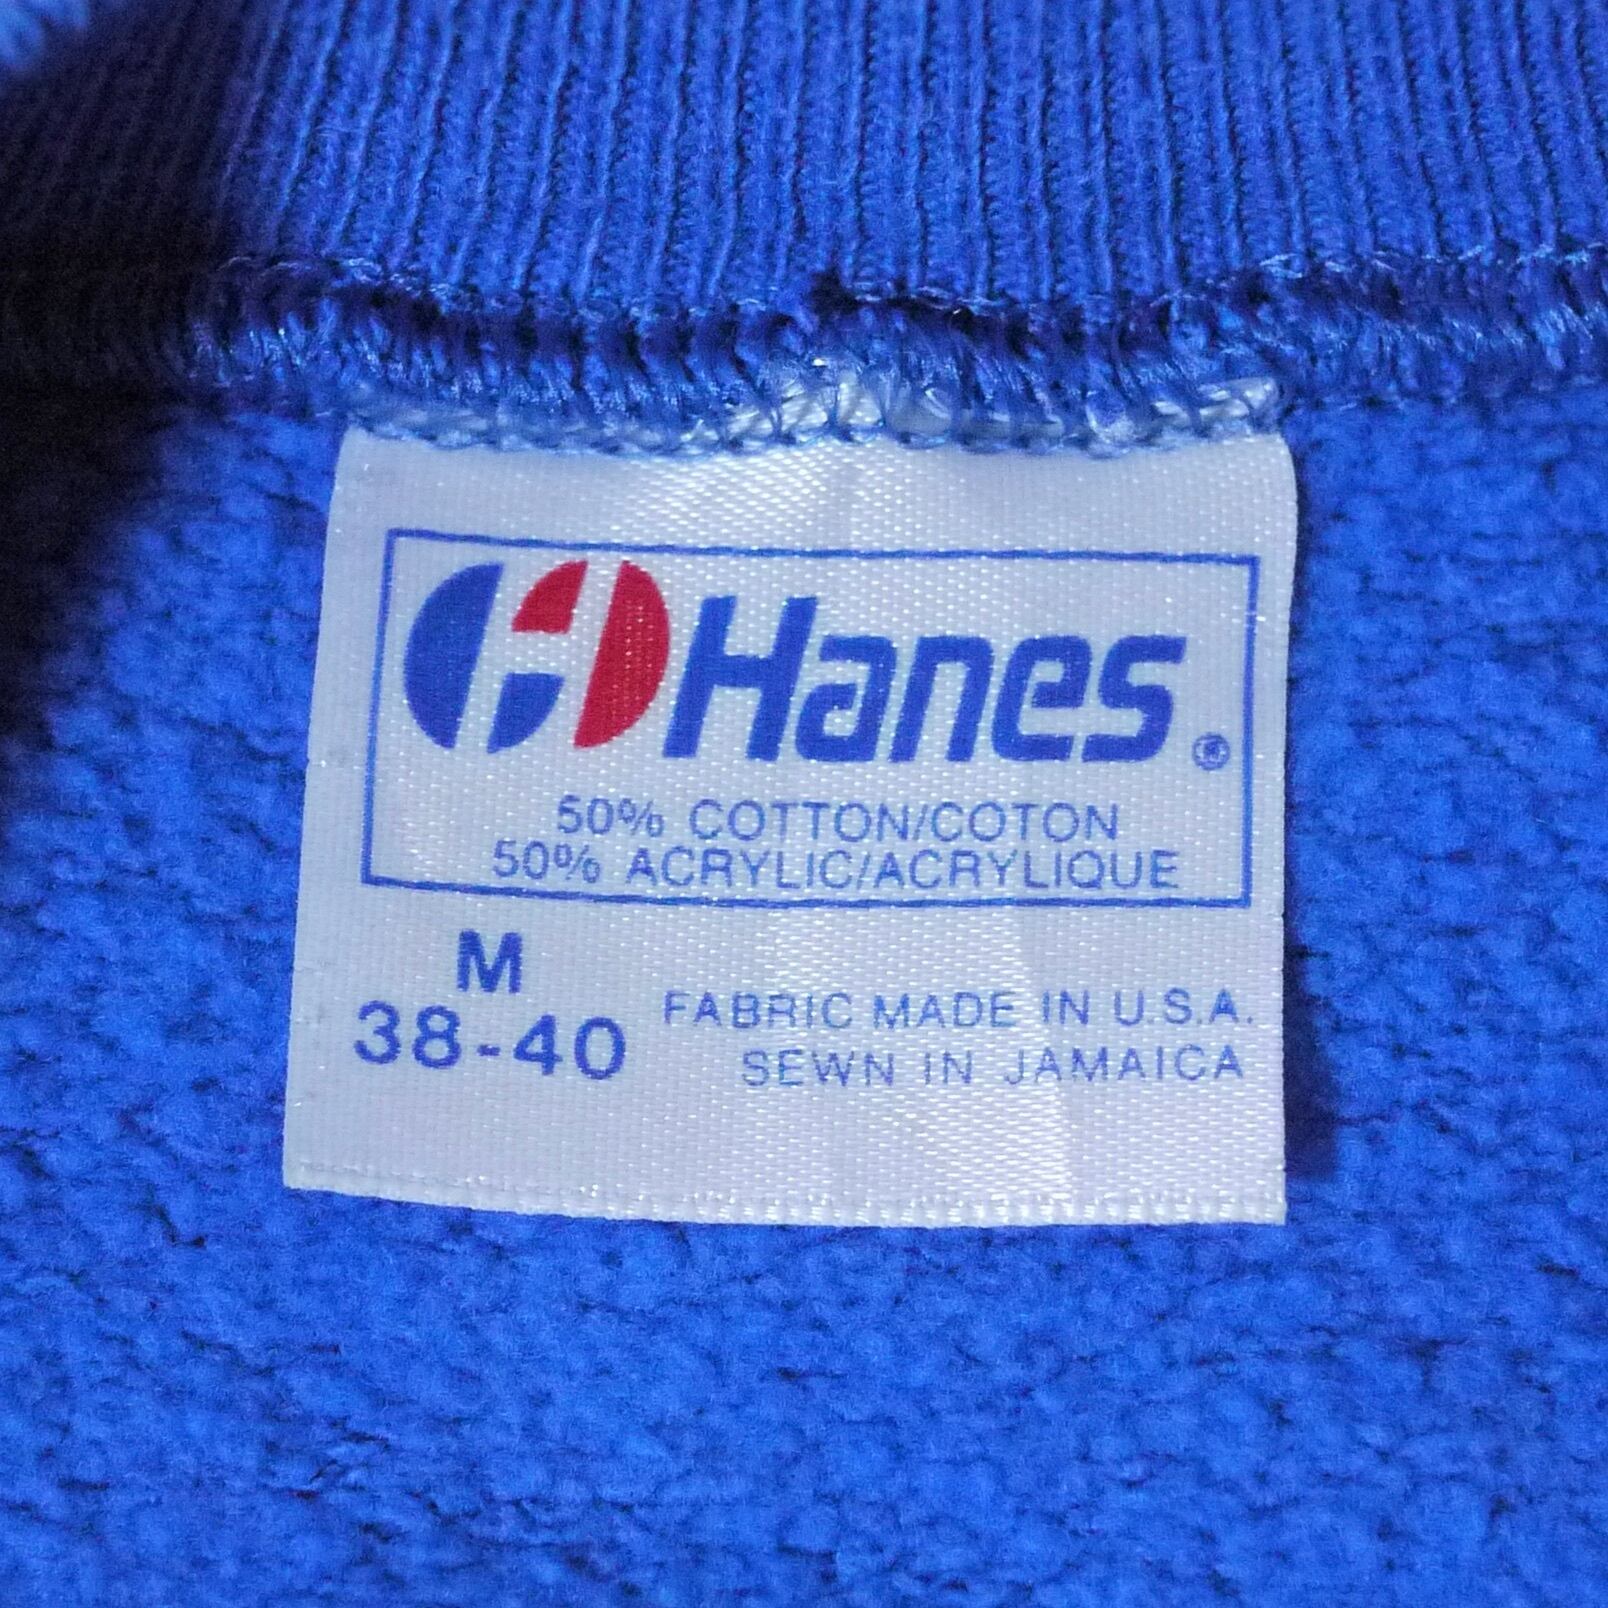 Hanes®
50% COTTON/COTON
50% ACRYLIC/ACRYLIQUE
M
38-40
FABRIC MADE IN U.S.A.
SEWN IN JAMAICA